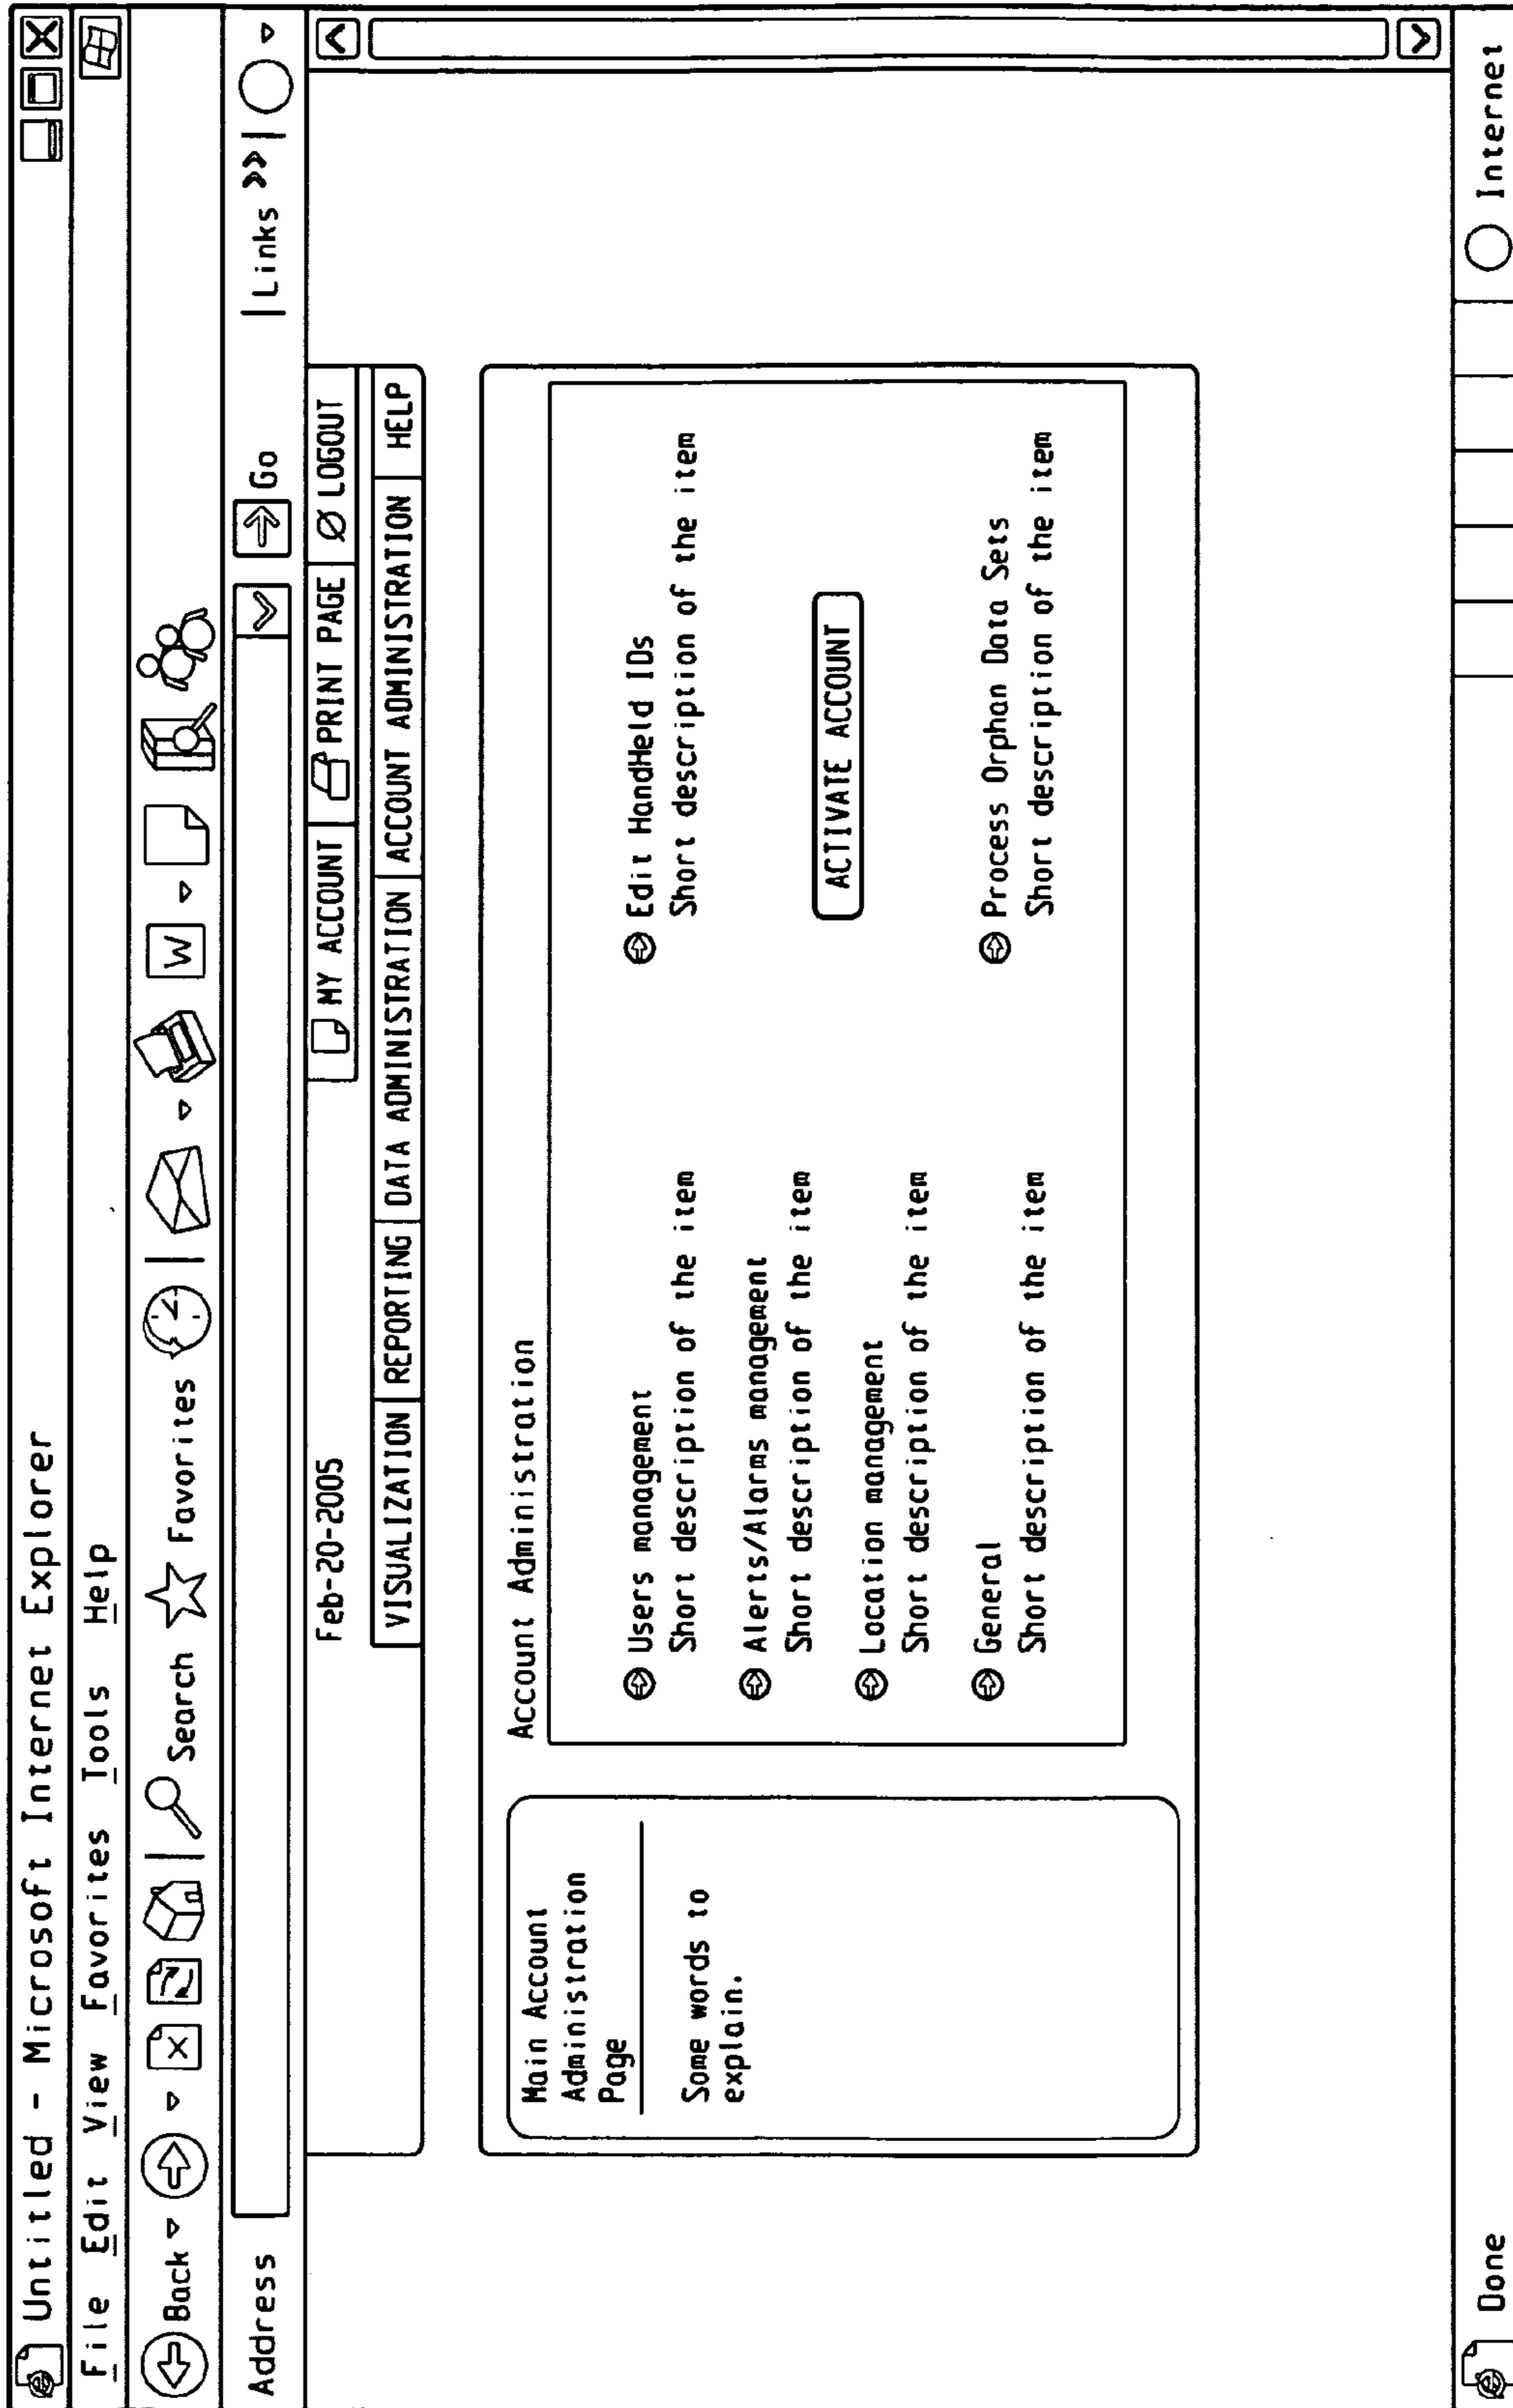 Untitled - Microsoft Internet Explorer
File Edit View Favorites Tools Help
Back Search Favorites W
Address Go Links »
Feb-20-2005 MY ACCOUNT PRINT PAGE LOGOUT
VISUALIZATION REPORTING DATA ADMINISTRATION ACCOUNT ADMINISTRATION HELP
Main Account
Administration
Page
Some words to
explain.
Account Administration
Users management
Short description of the item
Alerts/Alarms management
Short description of the item
Location management
Short description of the item
General
Short description of the item
Edit HandHeld IDs
Short description of the item
ACTIVATE ACCOUNT
Process Orphan Data Sets
Short description of the item
Done Internet